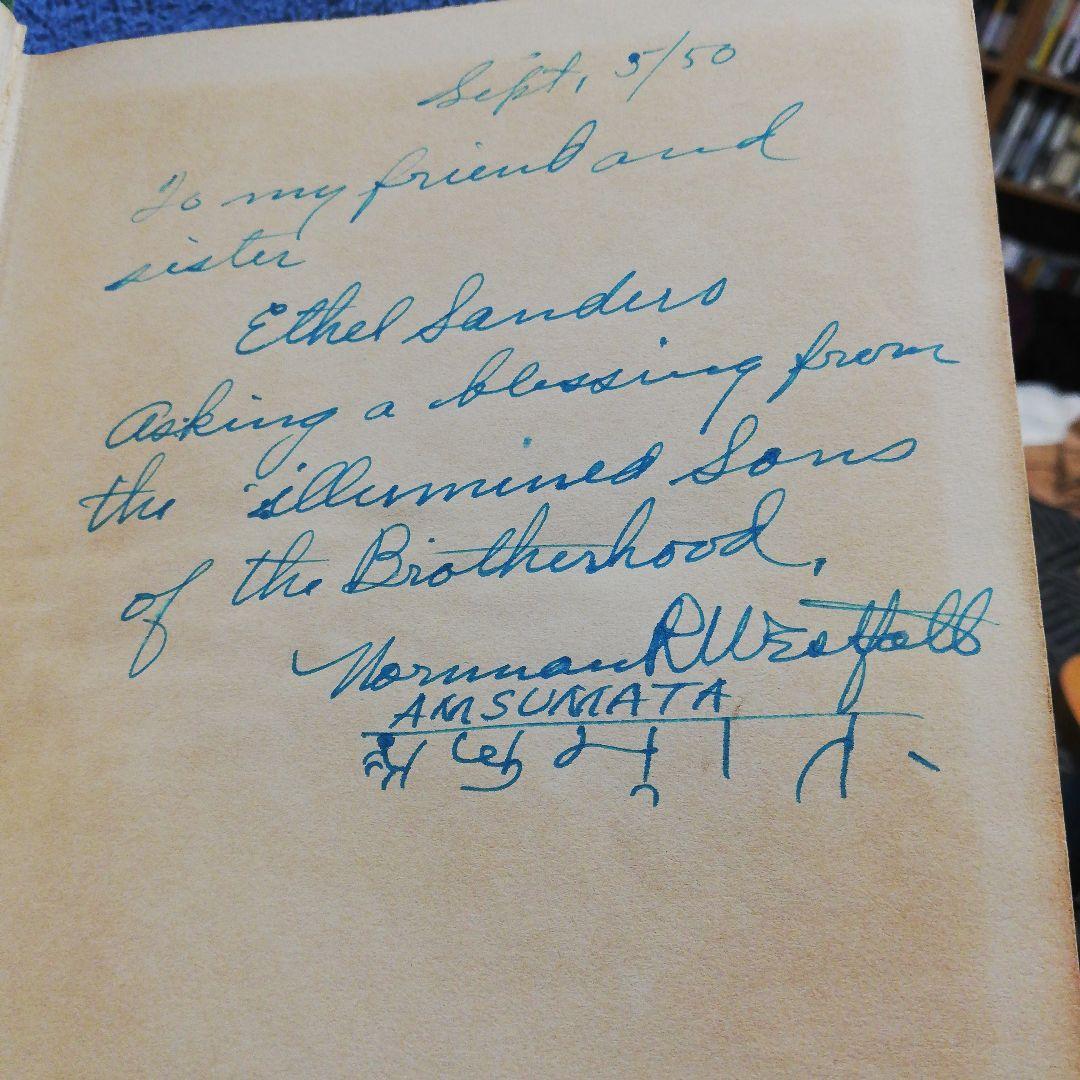 Sept, 5/50
To my friend and
sister
Ethel Sanders
Asking a blessing from
the illumined Sons
of the Brotherhood,
Norman R Westfall
AMSUMATA